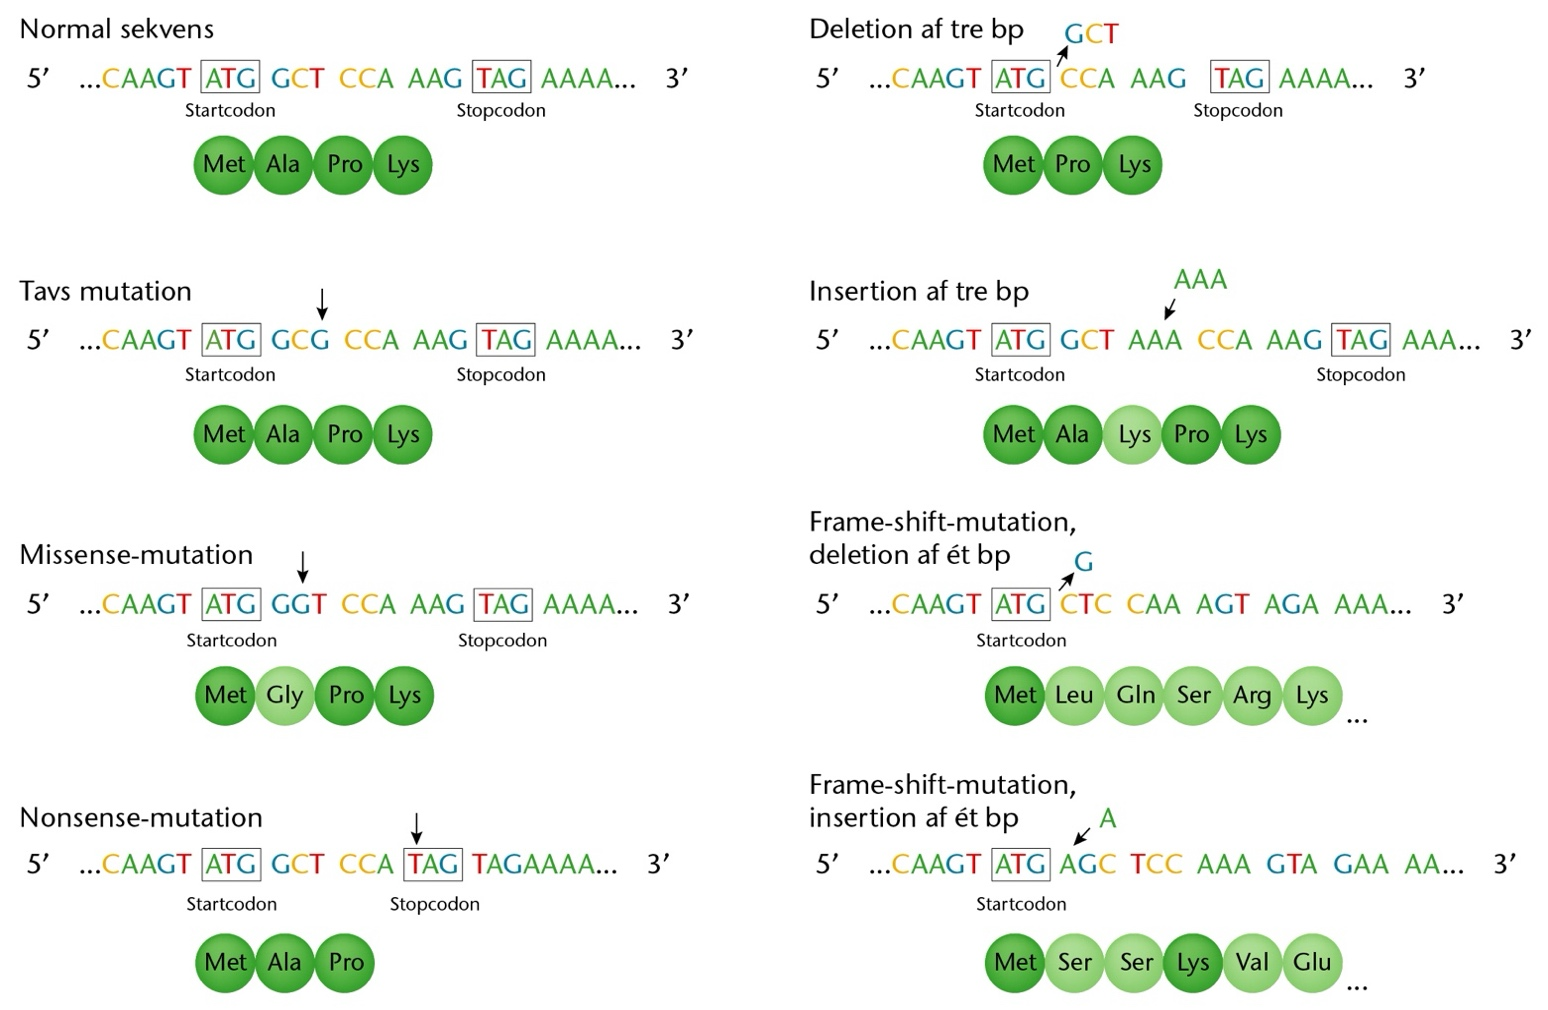 Normal sekvens
5’ ...CAAGT ATG GCT CCA AAG TAG AAAA... 3’
Startcodon Stopcodon
Met Ala Pro Lys
Tavs mutation
5’ ...CAAGT ATG GCG CCA AAG TAG AAAA... 3’
Startcodon Stopcodon
Met Ala Pro Lys
Missense-mutation
5’ ...CAAGT ATG GGT CCA AAG TAG AAAA... 3’
Startcodon Stopcodon
Met Gly Pro Lys
Nonsense-mutation
5’ ...CAAGT ATG GCT CCA TAG TAGAAAA... 3’
Startcodon Stopcodon
Met Ala Pro
Deletion af tre bp
GCT
5’ ...CAAGT ATG CCA AAG TAG AAAA... 3’
Startcodon Stopcodon
Met Pro Lys
AAA
Insertion af tre bp
5’ ...CAAGT ATG GCT AAA CCA AAG TAG AAA... 3’
Startcodon Stopcodon
Met Ala Lys Pro Lys
Frame-shift-mutation,
deletion af ét bp
G
5’ ...CAAGT ATG CTC CAA AGT AGA AAA... 3’
Startcodon
Met Leu Gln Ser Arg Lys ...
Frame-shift-mutation,
insertion af ét bp
A
5’ ...CAAGT ATG AGC TCC AAA GTA GAA AA... 3’
Startcodon
Met Ser Ser Lys Val Glu ...